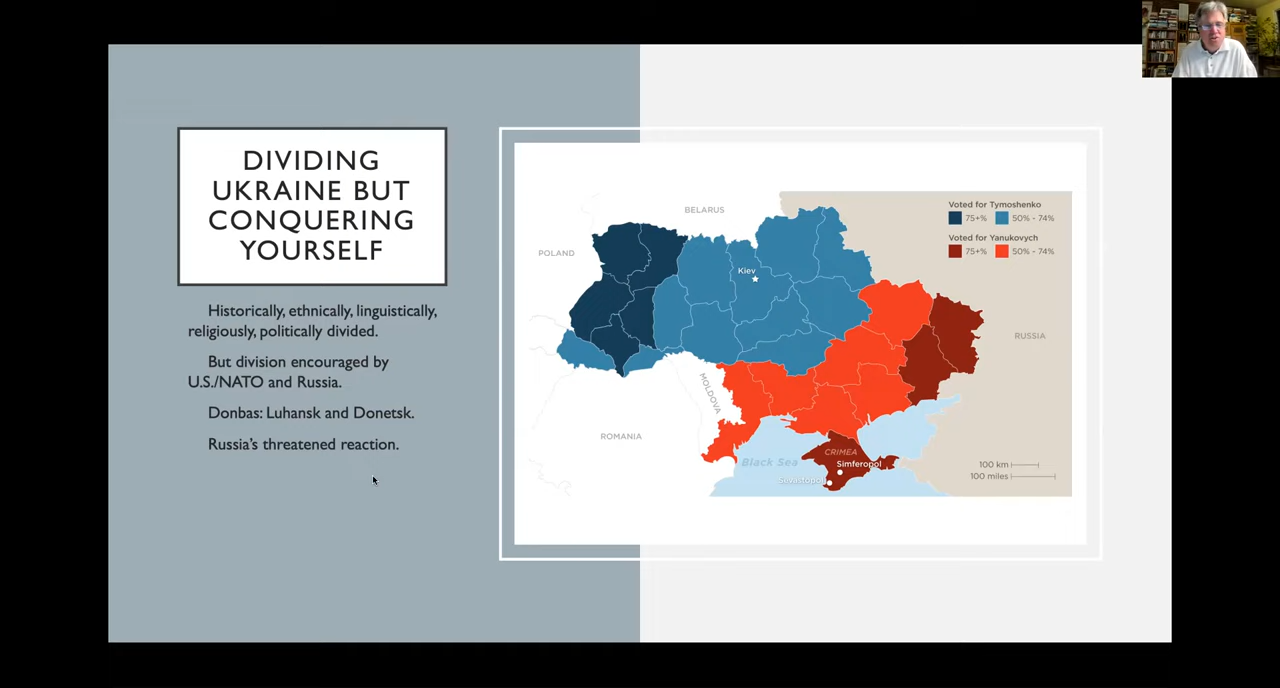 DIVIDING
UKRAINE BUT
CONQUERING
YOURSELF
Historically, ethnically, linguistically,
religiously, politically divided.
But division encouraged by
U.S./NATO and Russia.
Donbas: Luhansk and Donetsk.
Russia's threatened reaction.
BELARUS
POLAND
Kiev
RUSSIA
MOLDOVA
ROMANIA
CRIMEA
Simferopol
Black Sea
Sevastopol
Voted for Tymoshenko
75+% 50% - 74%
Voted for Yanukovych
75+% 50% - 74%
100 km
100 miles